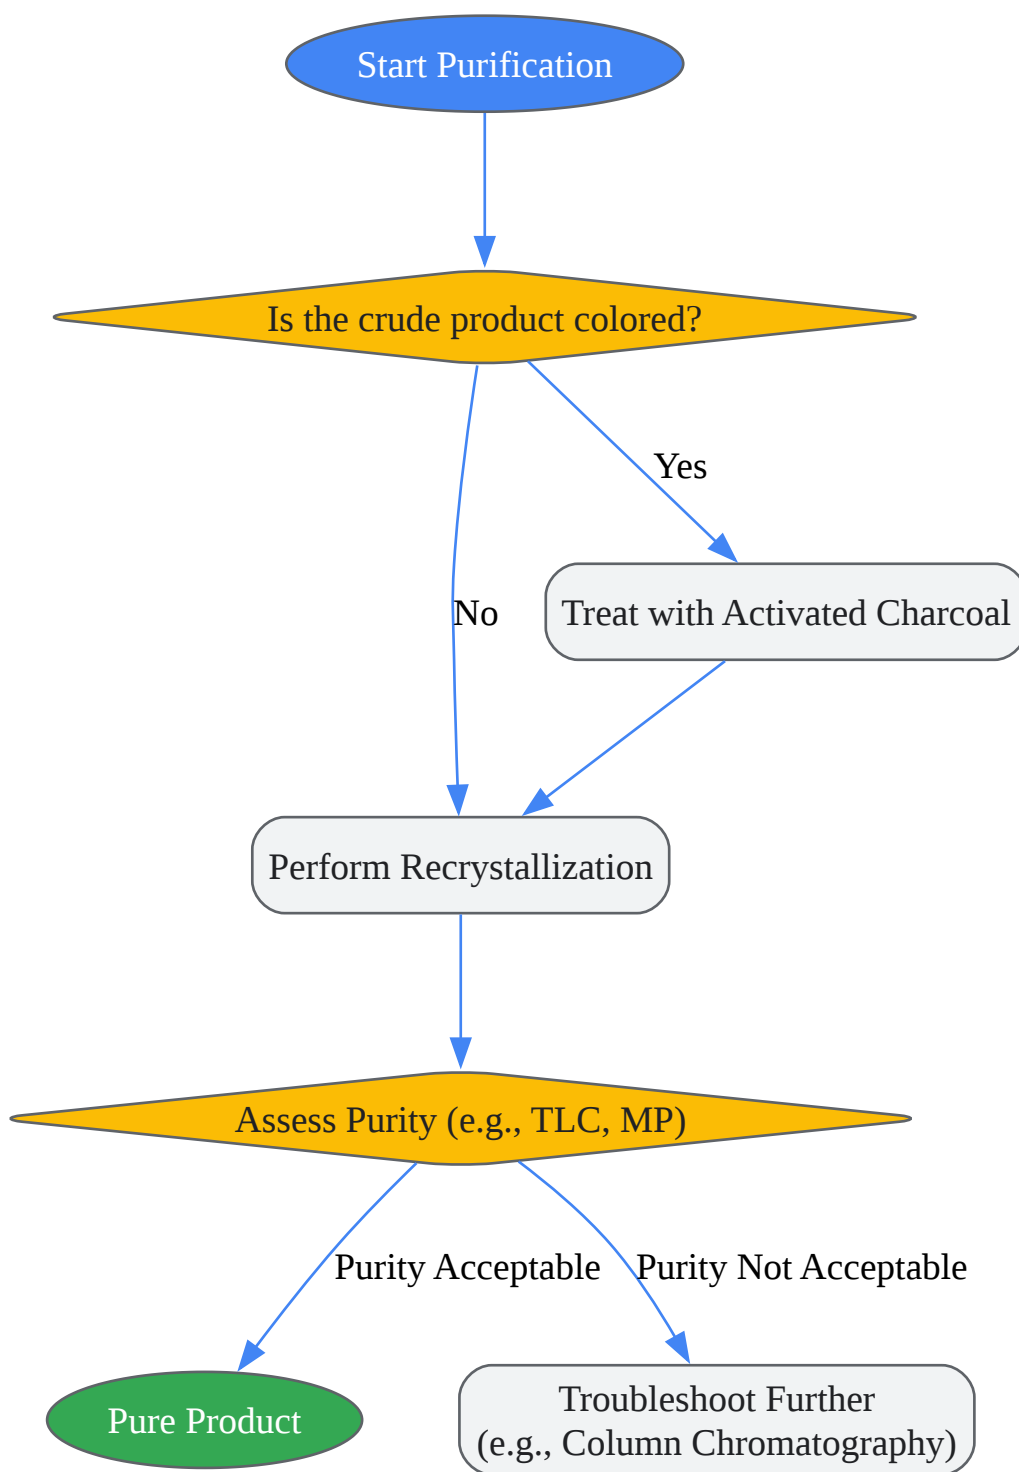 Start Purification
Is the crude product colored?
Yes
No
Treat with Activated Charcoal
Perform Recrystallization
Assess Purity (e.g., TLC, MP)
Purity Acceptable
Purity Not Acceptable
Pure Product
Troubleshoot Further
(e.g., Column Chromatography)